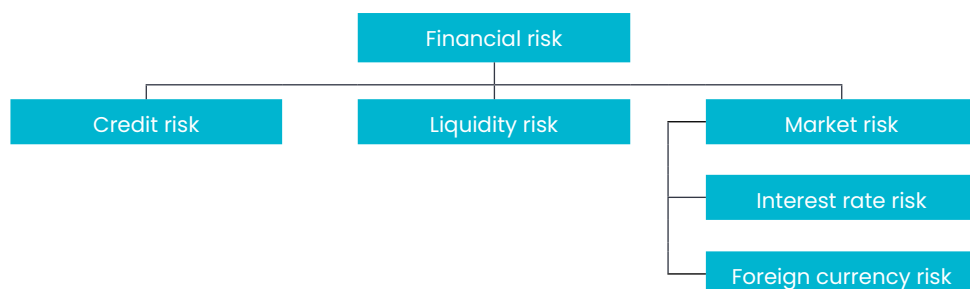 Financial risk
Credit risk
Liquidity risk
Market risk
Interest rate risk
Foreign currency risk